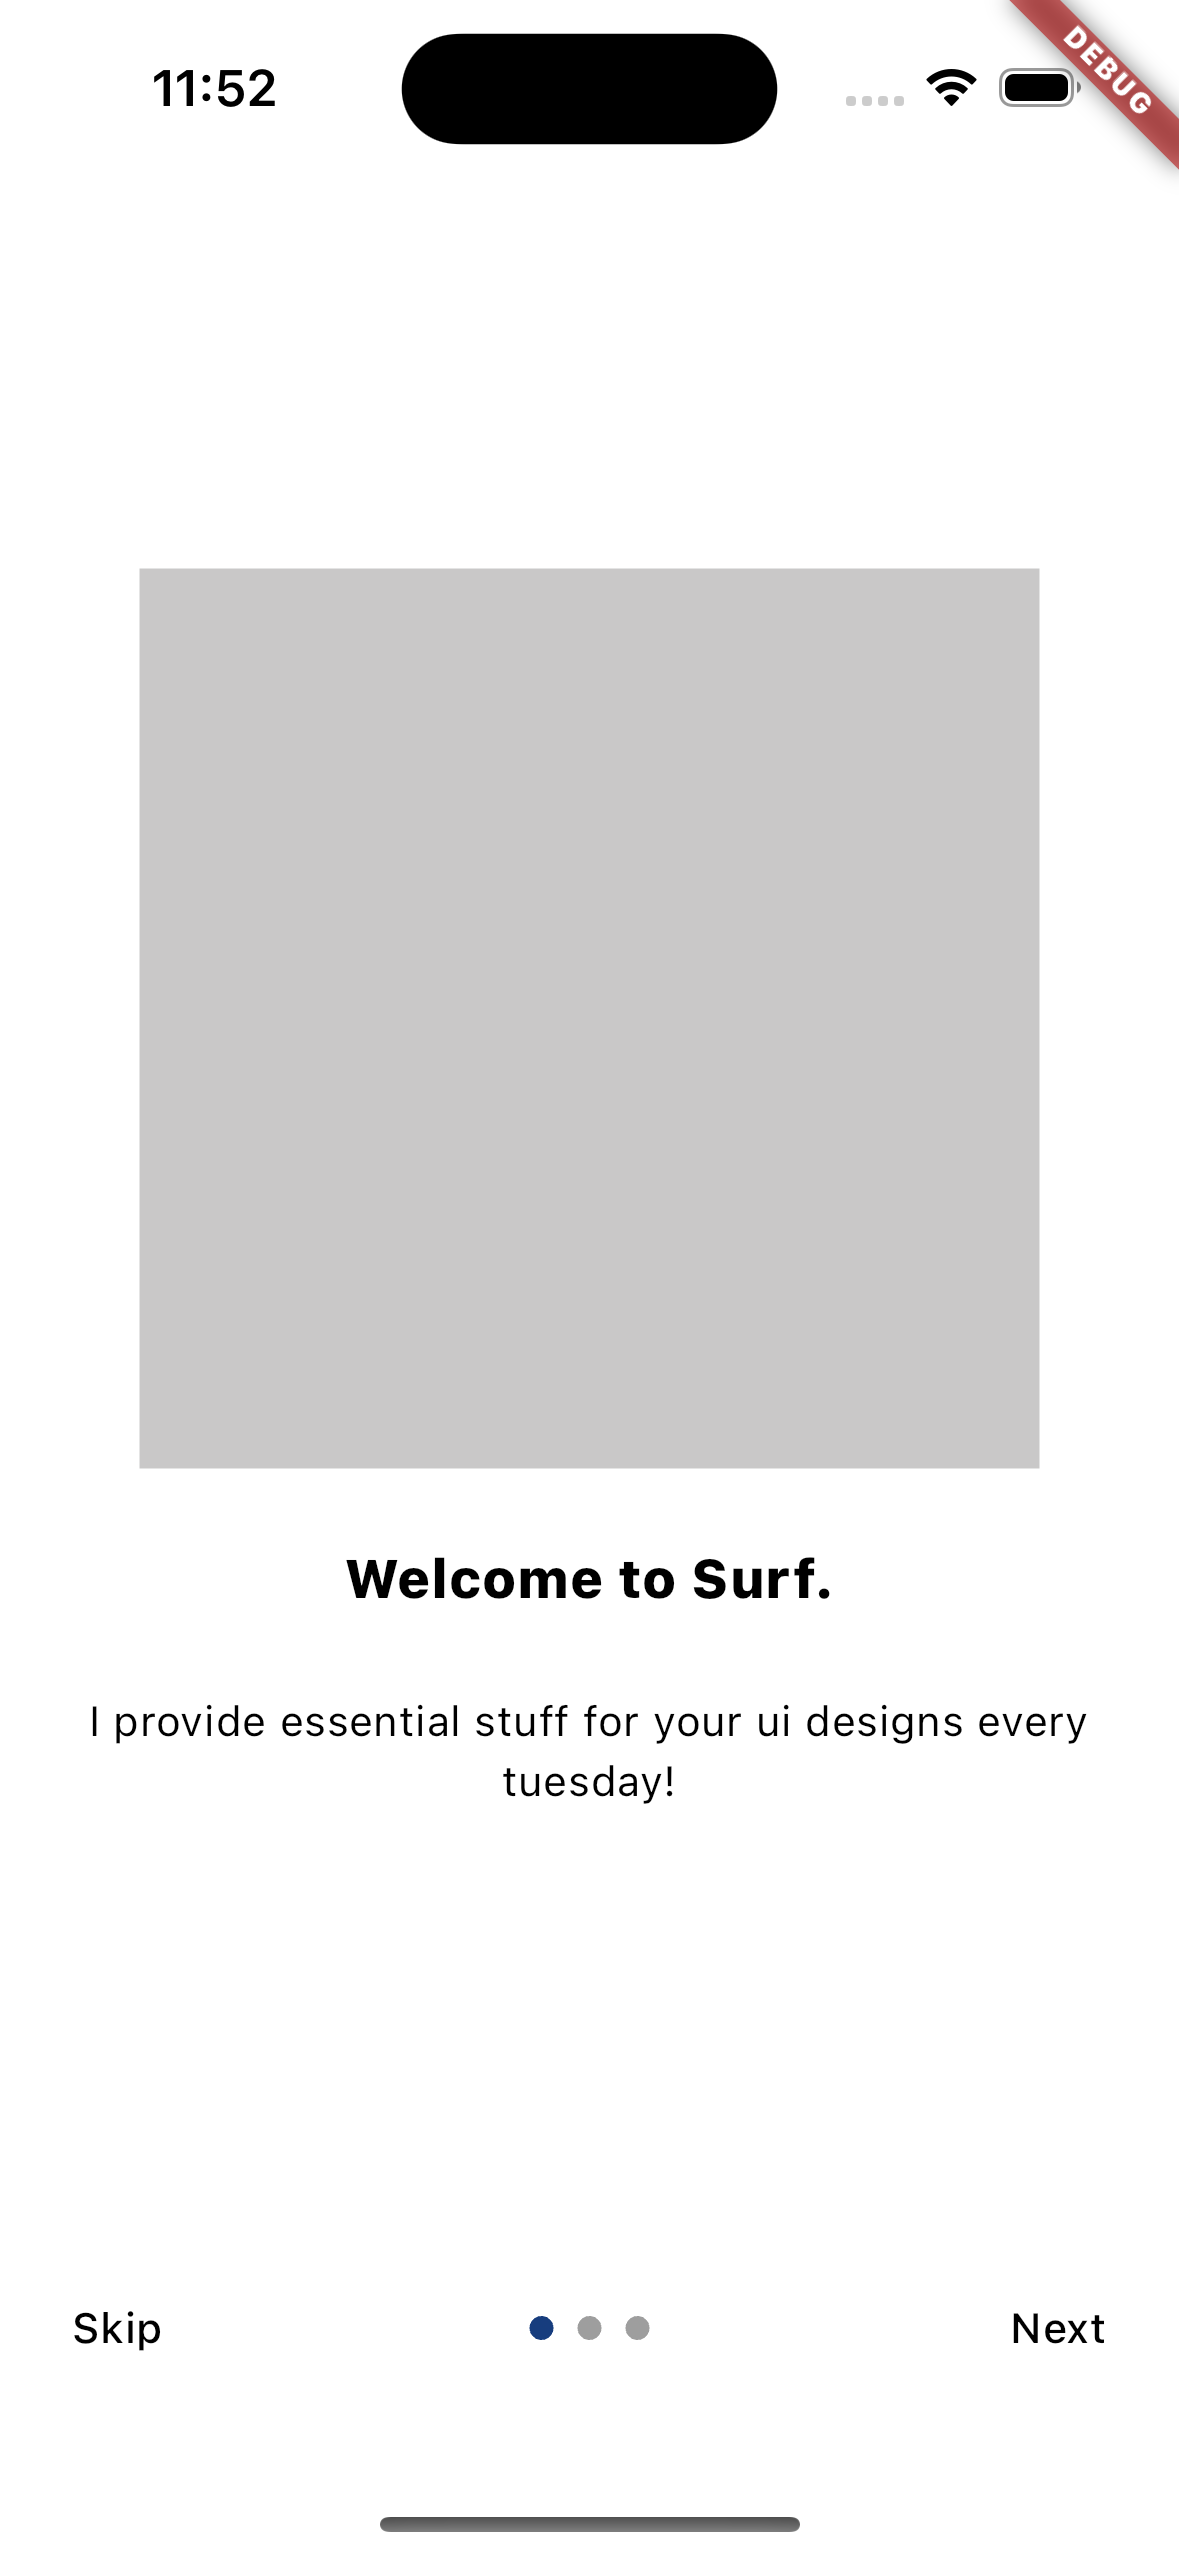 11:52
DEBUG
Welcome to Surf.
I provide essential stuff for your ui designs every
tuesday!
Skip
Next